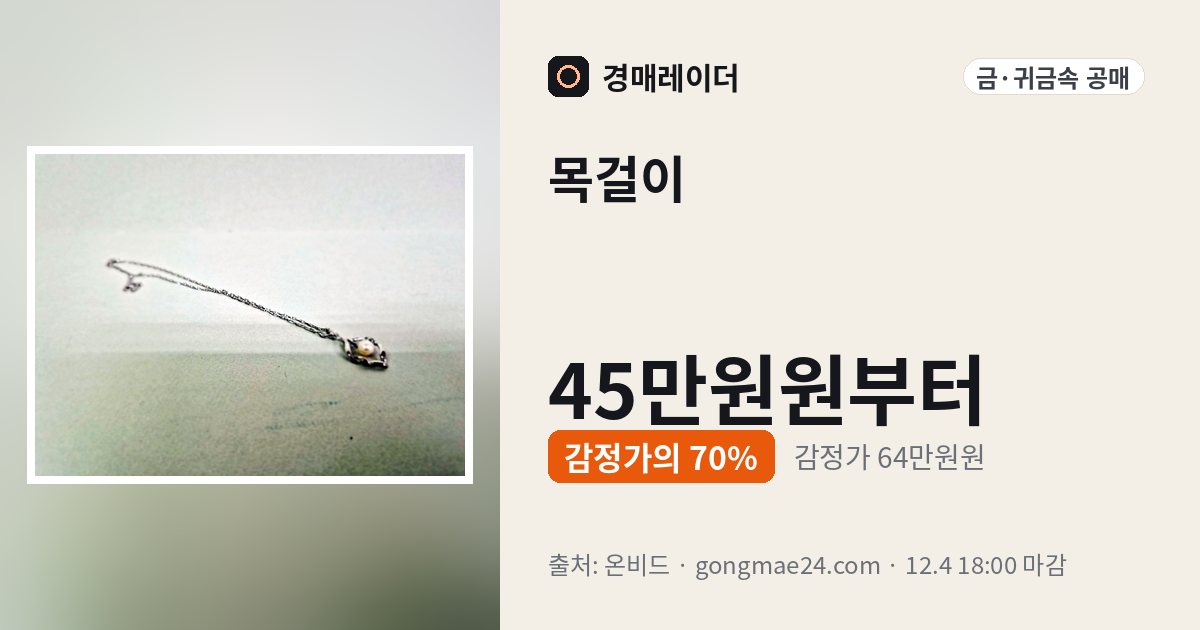 경매레이더
금·귀금속 공매
목걸이
45만원원부터
감정가의 70% 감정가 64만원원
출처: 온비드 · gongmae24.com · 12.4 18:00 마감